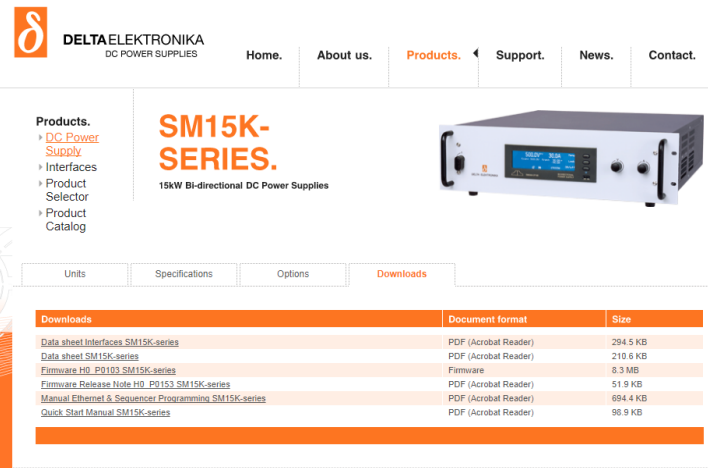 DELTAELEKTRONIKA
DC POWER SUPPLIES
Home. About us. Products. Support. News. Contact.
Products.
DC Power
Supply
Interfaces
Product
Selector
Product
Catalog
SM15K-
SERIES.
15kW Bi-directional DC Power Supplies
Units Specifications Options Downloads
Downloads Document format Size
Data sheet Interfaces SM15K-series PDF (Acrobat Reader) 294.5 KB
Data sheet SM15K-series PDF (Acrobat Reader) 210.6 KB
Firmware H0_P0103 SM15K-series Firmware 8.3 MB
Firmware Release Note H0_P0153 SM15K-series PDF (Acrobat Reader) 51.9 KB
Manual Ethernet & Sequencer Programming SM15K-series PDF (Acrobat Reader) 694.4 KB
Quick Start Manual SM15K-series PDF (Acrobat Reader) 98.9 KB